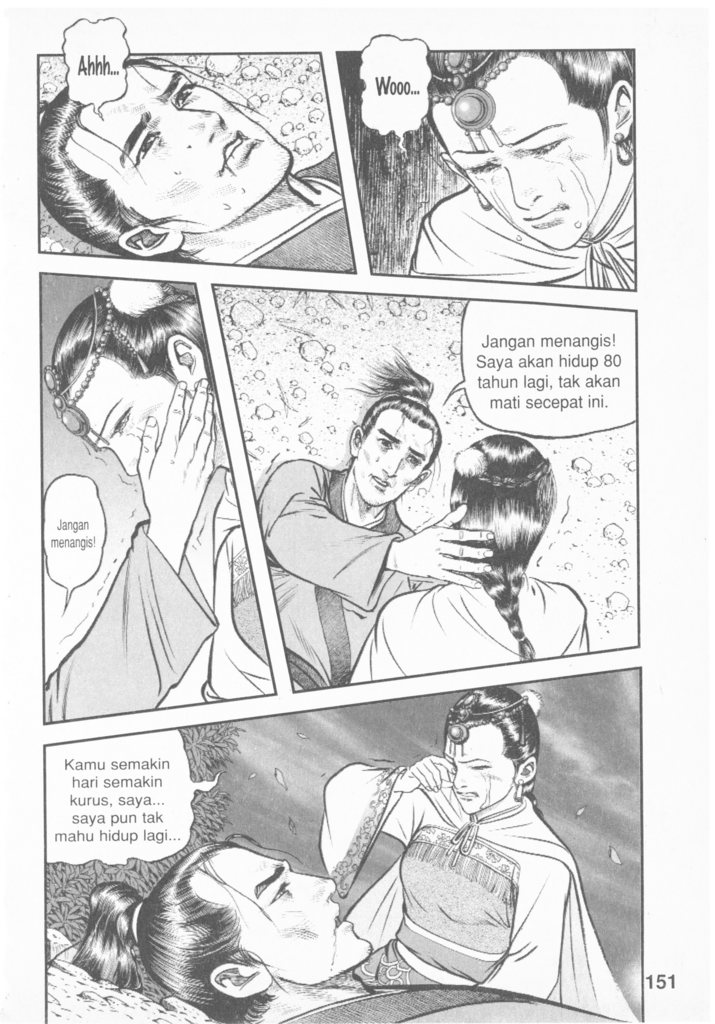 Ahhh...
Wooo...
Jangan
menangis!
Jangan menangis!
Saya akan hidup 80
tahun lagi, tak akan
mati secepat ini.
Kamu semakin
hari semakin
kurus, saya...
saya pun tak
mahu hidup lagi...
151